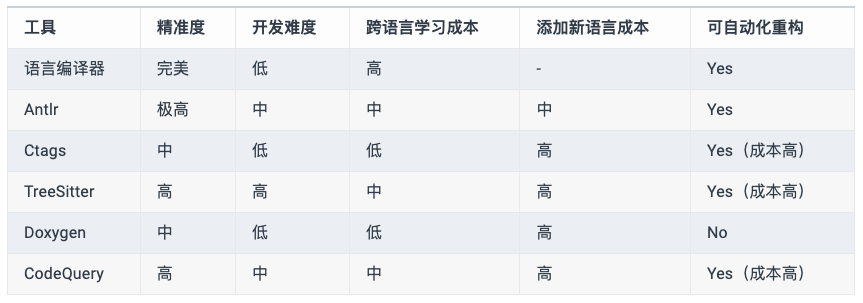 工具 精准度 开发难度 跨语言学习成本 添加新语言成本 可自动化重构
语言编译器 完美 低 高 - Yes
Antlr 极高 中 中 中 Yes
Ctags 中 低 低 高 Yes（成本高）
TreeSitter 高 高 中 高 Yes（成本高）
Doxygen 中 低 低 高 No
CodeQuery 高 中 中 高 Yes（成本高）